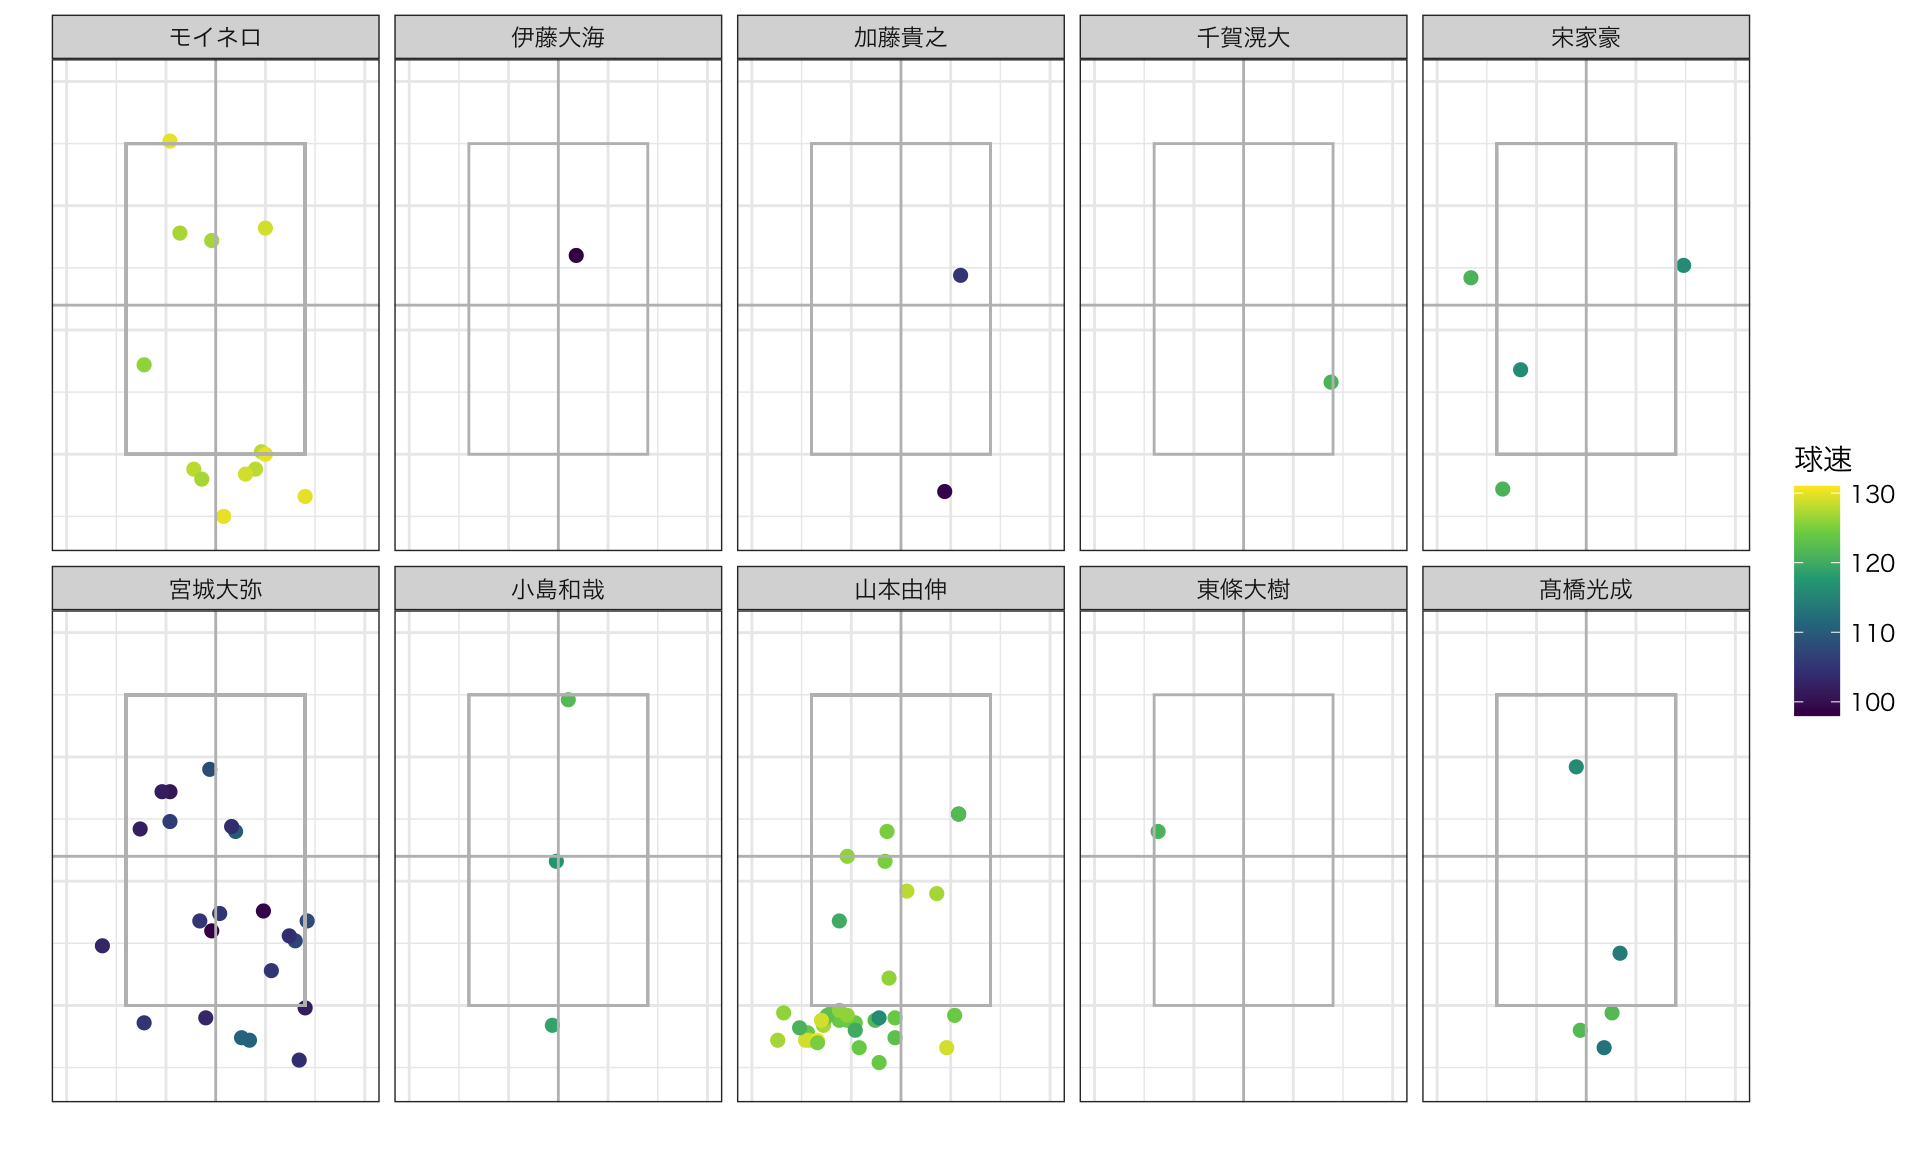 モイネロ
伊藤大海
加藤貴之
千賀滉大
宋家豪
宮城大弥
小島和哉
山本由伸
東條大樹
髙橋光成
球速
130
120
110
100